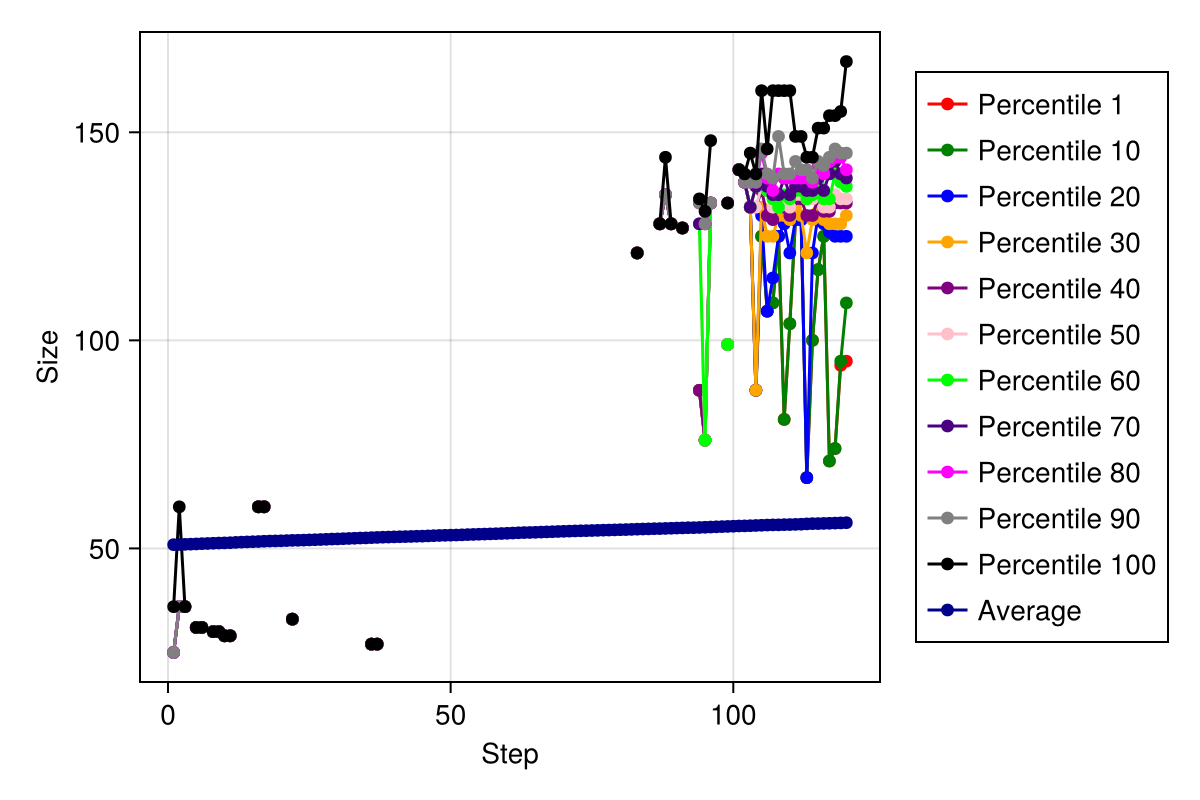 150
100
50
Size
0
50
100
Step
Percentile 1
Percentile 10
Percentile 20
Percentile 30
Percentile 40
Percentile 50
Percentile 60
Percentile 70
Percentile 80
Percentile 90
Percentile 100
Average